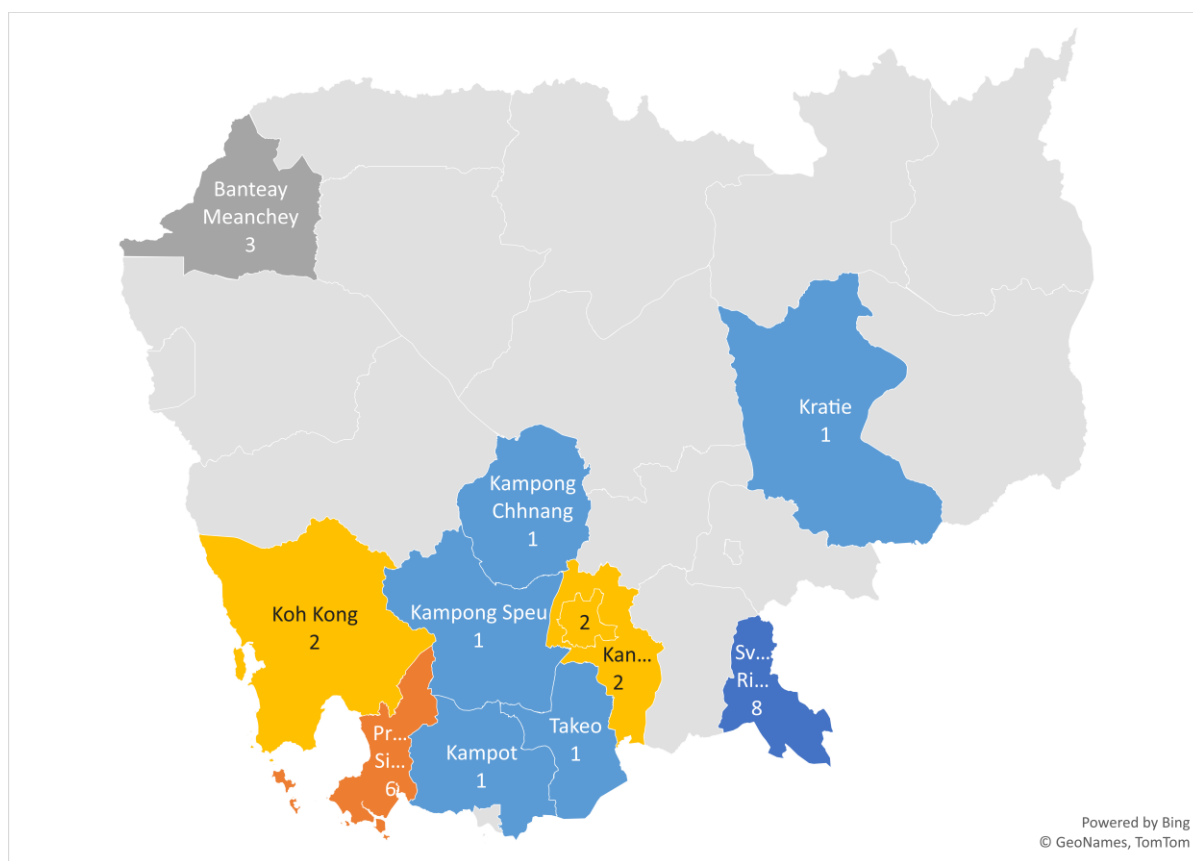 Banteay
Meanchey
3
Kratie
1
Kampong
Chhnang
1
Koh Kong
2
Kampong Speu
1
2
Kan...
2
Sv...
Ri...
8
Pr...
Si...
6
Kampot
1
Takeo
1
Powered by Bing
© GeoNames, TomTom